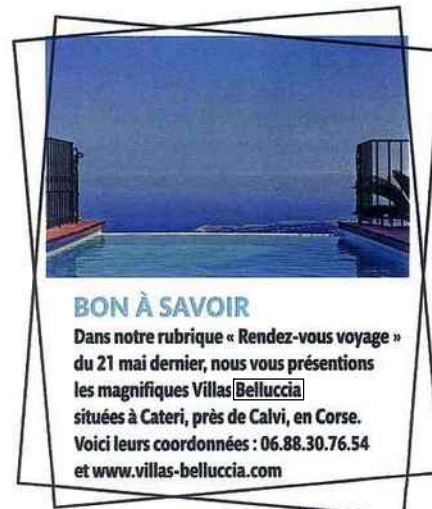 BON À SAVOIR
Dans notre rubrique « Rendez-vous voyage »
du 21 mai dernier, nous vous présentions
les magnifiques Villas Belluccia
situées à Cateri, près de Calvi, en Corse.
Voici leurs coordonnées : 06.88.30.76.54
et www.villas-belluccia.com